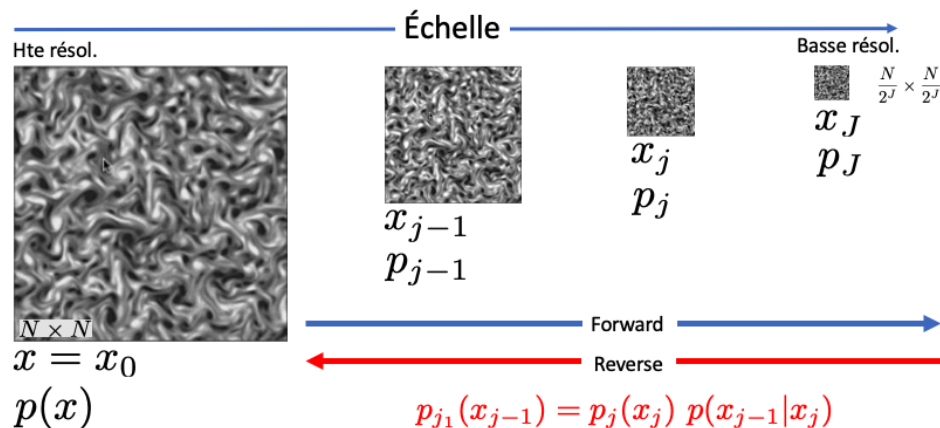 Échelle
Hte résol.
Basse résol.
N/2^J × N/2^J
x_{j-1}
p_{j-1}
x_j
p_j
x_J
p_J
N × N
x = x_0
p(x)
Forward
Reverse
p_{j_1}(x_{j-1}) = p_j(x_j) p(x_{j-1}|x_j)